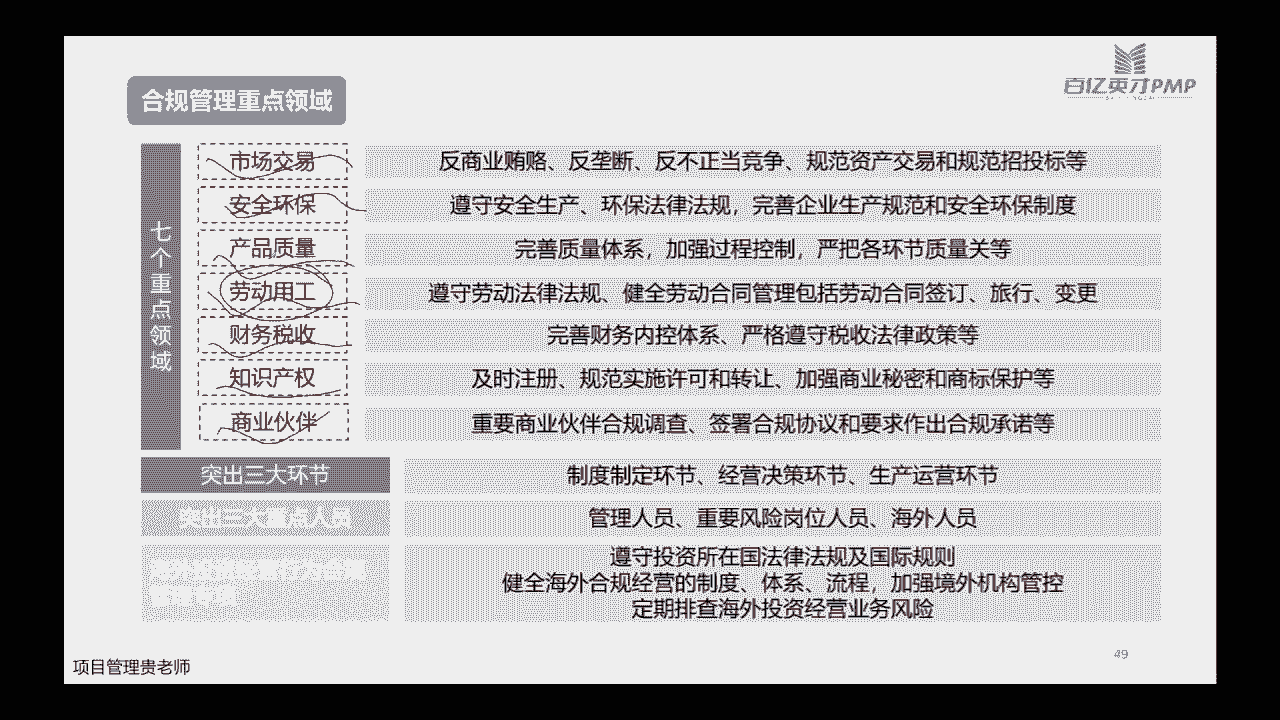 百亿英才PMP
合规管理重点领域
七个重点领域
市场交易 反商业贿赂、反垄断、反不正当竞争、规范资产交易和规范招投标等
安全环保 遵守安全生产、环保法律法规，完善企业生产规范和安全环保制度
产品质量 完善质量体系，加强过程控制，严把各环节质量关等
劳动用工 遵守劳动法律法规、健全劳动合同管理包括劳动合同签订、旅行、变更
财务税收 完善财务内控体系、严格遵守税收法律政策等
知识产权 及时注册、规范实施许可和转让、加强商业秘密和商标保护等
商业伙伴 重要商业伙伴合规调查、签署合规协议和要求作出合规承诺等
突出三大环节 制度制定环节、经营决策环节、生产运营环节
突出三大重点人员 管理人员、重要风险岗位人员、海外人员
遵守投资所在国法律法规及国际规则
健全海外合规经营的制度、体系、流程，加强境外机构管控
定期排查海外投资经营业务风险
49
项目管理贵老师